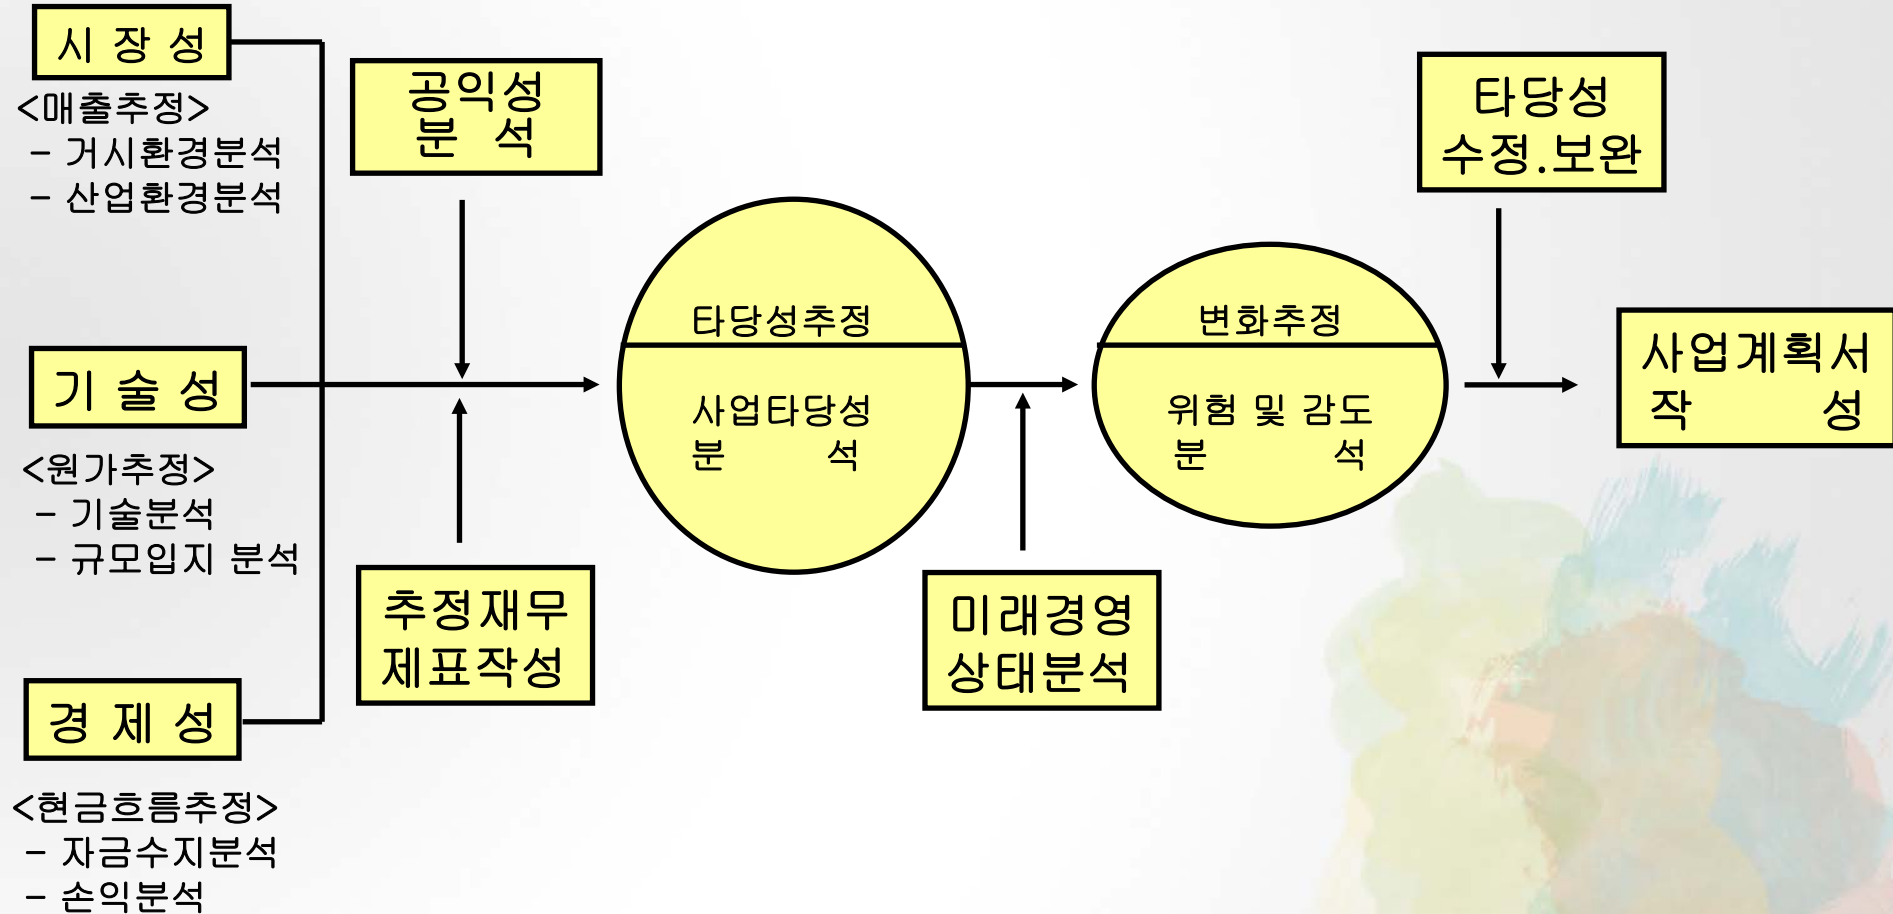 시 장 성
<매출추정>
- 거시환경분석
- 산업환경분석
기 술 성
<원가추정>
- 기술분석
- 규모입지 분석
경 제 성
<현금흐름추정>
- 자금수지분석
- 손익분석
공익성
분 석
추정재무
제표작성
타당성추정
사업타당성
분 석
미래경영
상태분석
변화추정
위험 및 감도
분 석
타당성
수정.보완
사업계획서
작 성